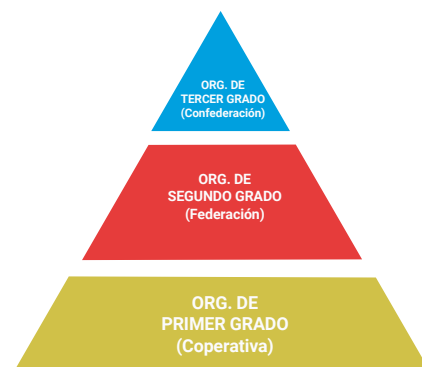 ORG. DE
TERCER GRADO
(Confederación)
ORG. DE
SEGUNDO GRADO
(Federación)
ORG. DE
PRIMER GRADO
(Coperativa)